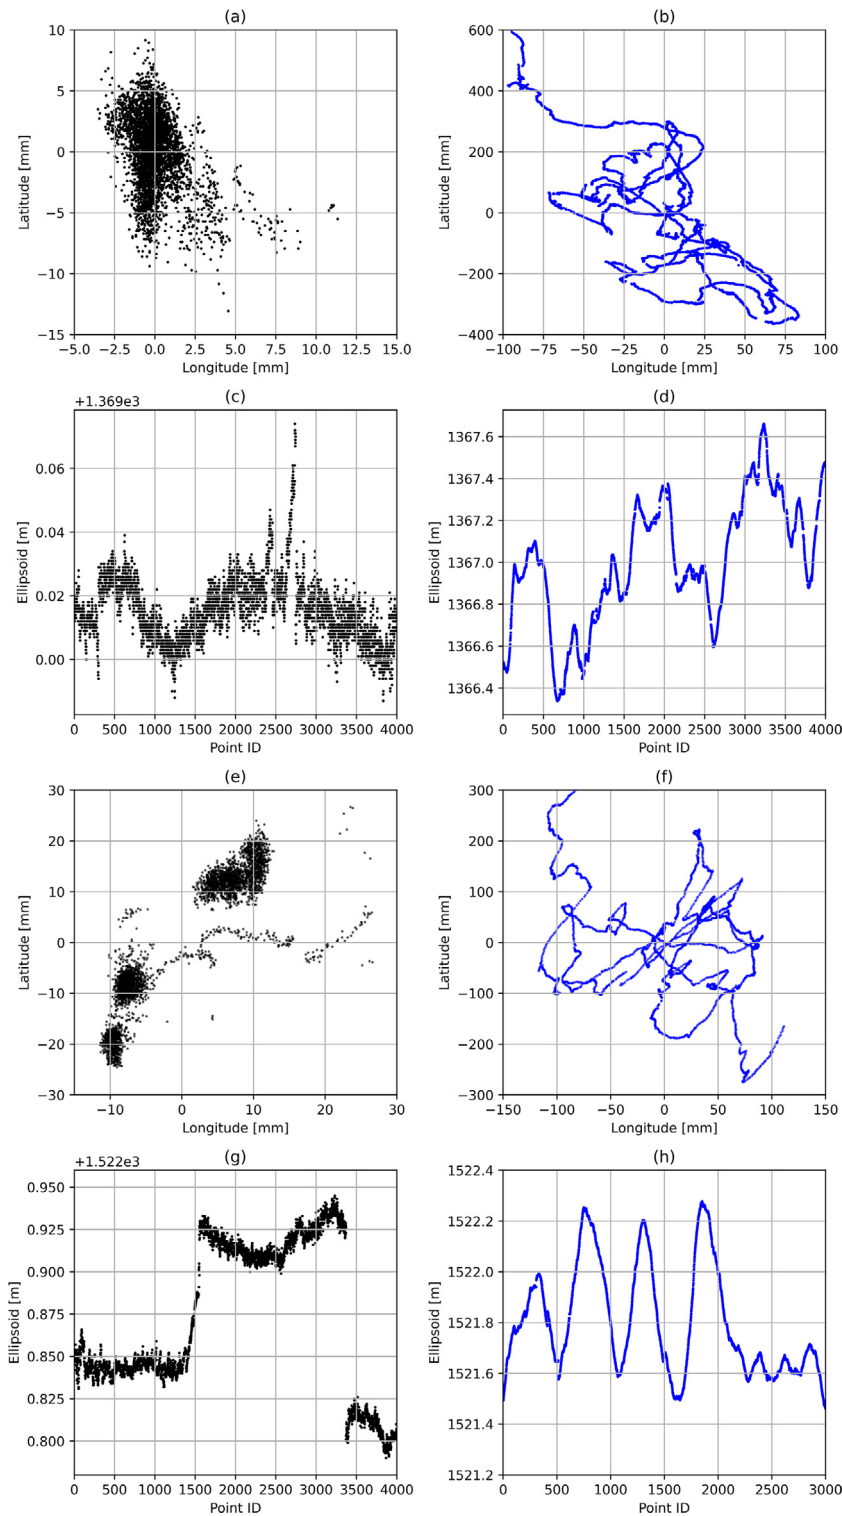 (a)
10
5
0
−5
−10
−15
Latitude [mm]
−5.0 −2.5 0.0 2.5 5.0 7.5 10.0 12.5 15.0
Longitude [mm]
(b)
600
400
200
0
−200
−400
Latitude [mm]
−100 −75 −50 −25 0 25 50 75 100
Longitude [mm]
(c)
+1.369e3
0.06
0.04
0.02
0.00
Ellipsoid [m]
0 500 1000 1500 2000 2500 3000 3500 4000
Point ID
(d)
1367.6
1367.4
1367.2
1367.0
1366.8
1366.6
1366.4
Ellipsoid [m]
0 500 1000 1500 2000 2500 3000 3500 4000
Point ID
(e)
30
20
10
0
−10
−20
−30
Latitude [mm]
−10 0 10 20 30
Longitude [mm]
(f)
300
200
100
0
−100
−200
−300
Latitude [mm]
−150 −100 −50 0 50 100 150
Longitude [mm]
(g)
+1.522e3
0.950
0.925
0.900
0.875
0.850
0.825
0.800
Ellipsoid [m]
0 500 1000 1500 2000 2500 3000 3500 4000
Point ID
(h)
1522.4
1522.2
1522.0
1521.8
1521.6
1521.4
1521.2
Ellipsoid [m]
0 500 1000 1500 2000 2500 3000
Point ID